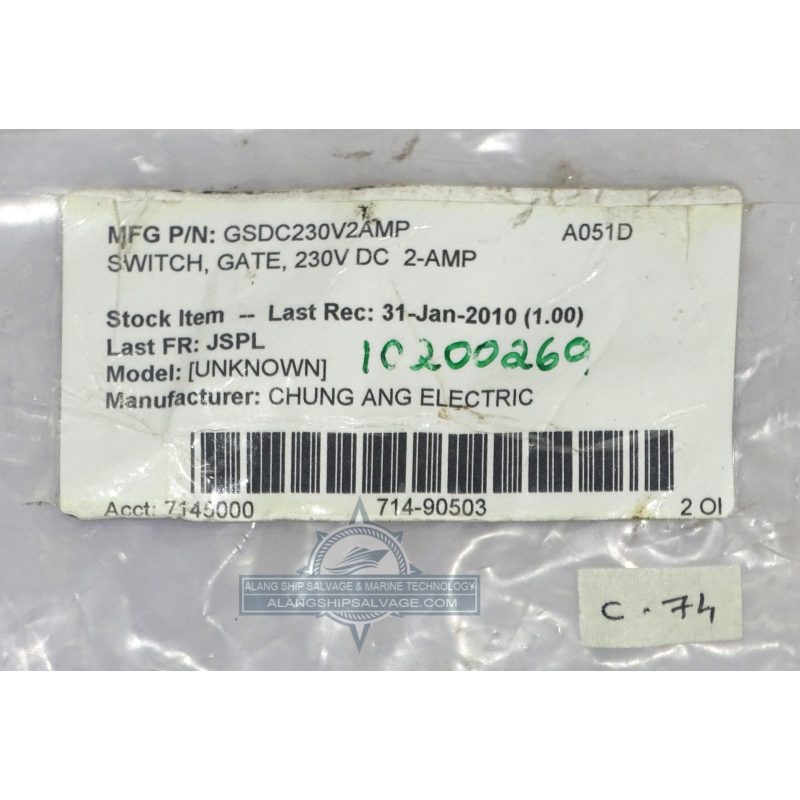 MFG P/N: GSDC230V2AMP A051D
SWITCH, GATE, 230V DC 2-AMP
Stock Item -- Last Rec: 31-Jan-2010 (1.00)
Last FR: JSPL
10200269
Model: [UNKNOWN]
Manufacturer: CHUNG ANG ELECTRIC
Acct: 7145000 714-90503 2 OI
ALANG SHIP SALVAGE & MARINE TECHNOLOGY
ALANGSHIPSALVAGE.COM
C-74